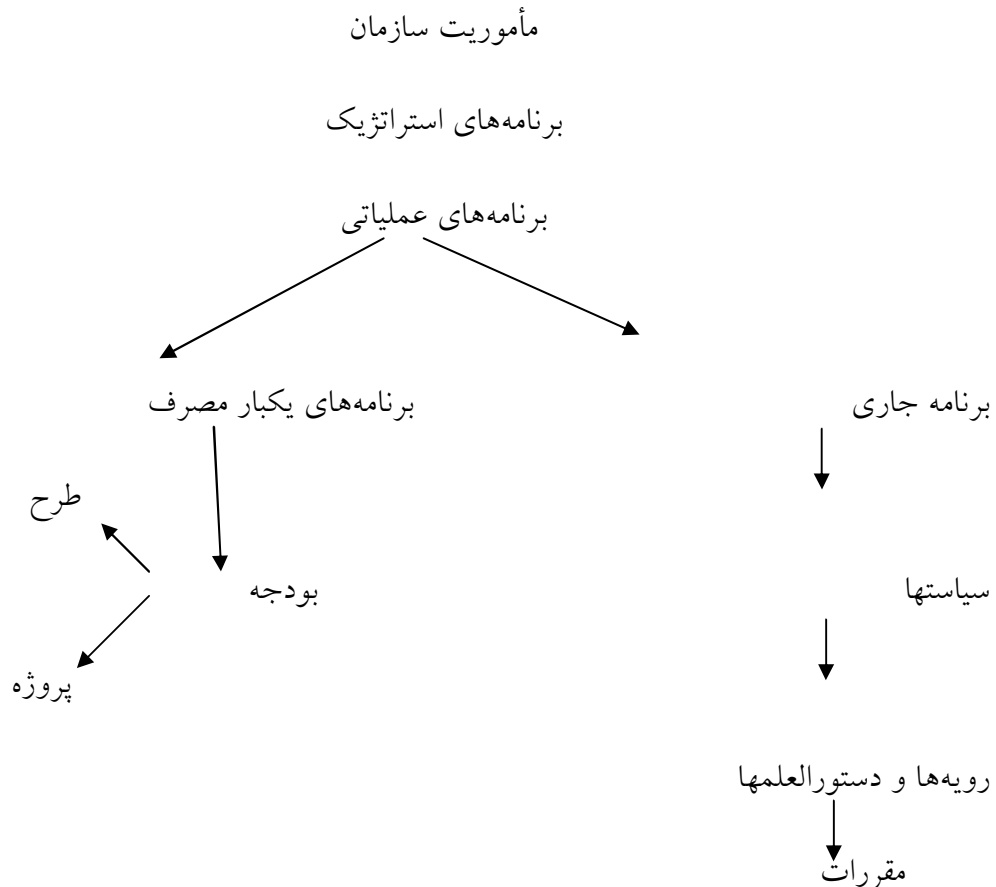 مأموریت سازمان
برنامه‌های استراتژیک
برنامه‌های عملیاتی
برنامه جاری
برنامه‌های یکبار مصرف
طرح
سیاستها
بودجه
پروژه
رویه‌ها و دستورالعلمها
مقررات